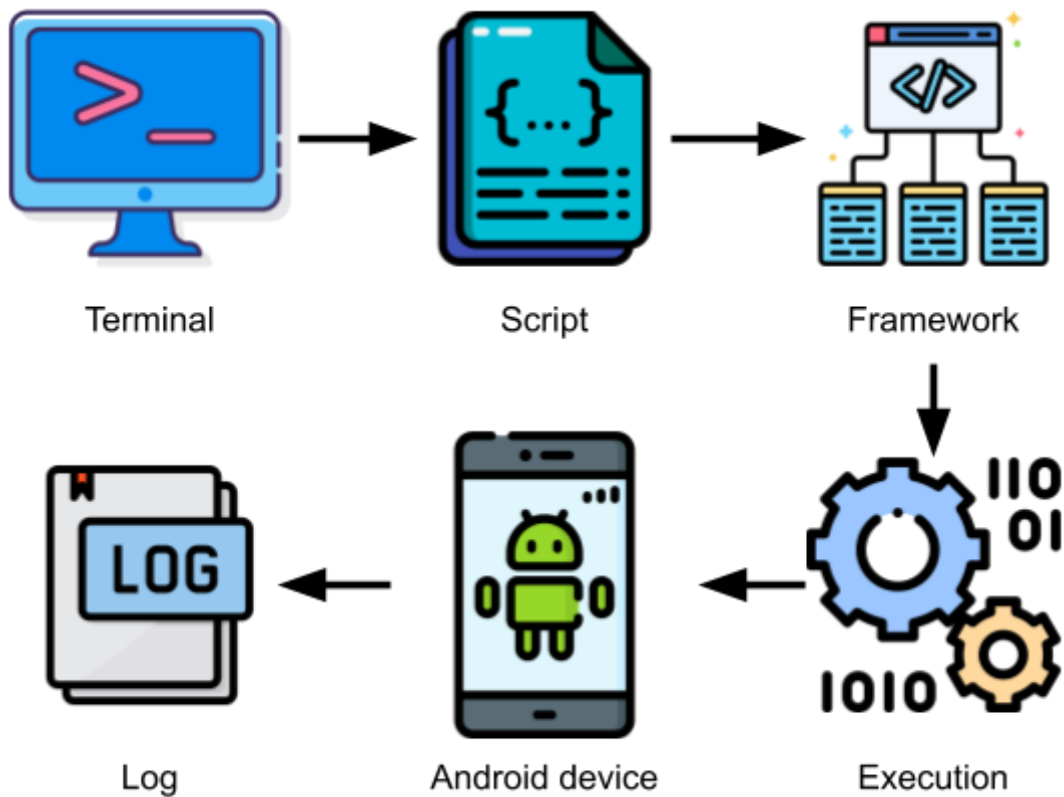 >_
{...}
</>
Terminal
Script
Framework
110
01
LOG
1010
Log
Android device
Execution